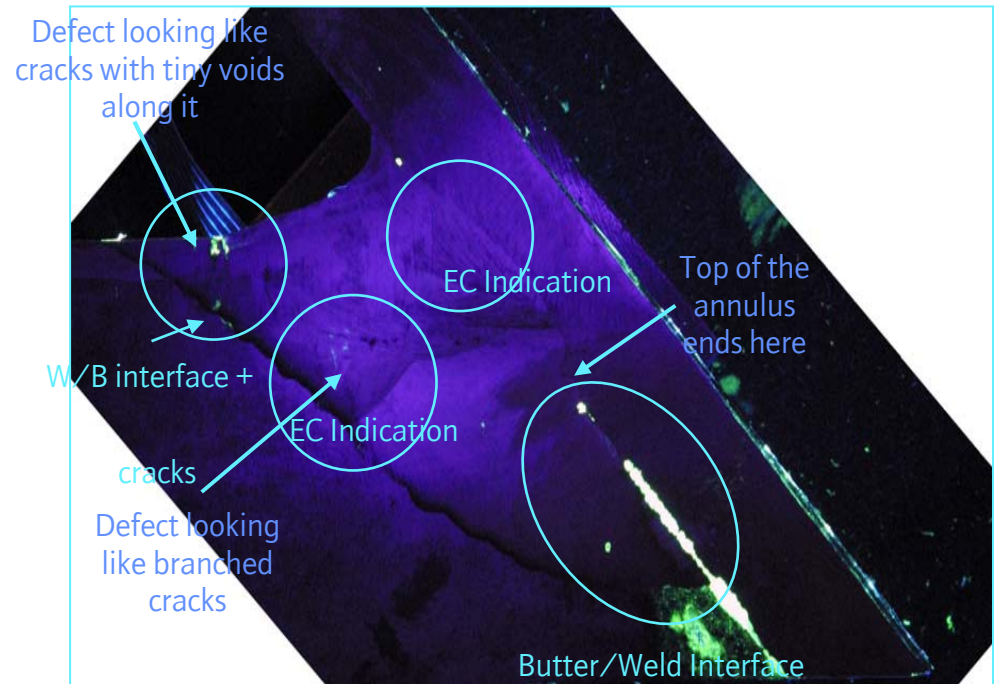 Defect looking like
cracks with tiny voids
along it
EC Indication
Top of the
annulus
ends here
W/B interface +
EC Indication
cracks
Defect looking
like branched
cracks
Butter/Weld Interface